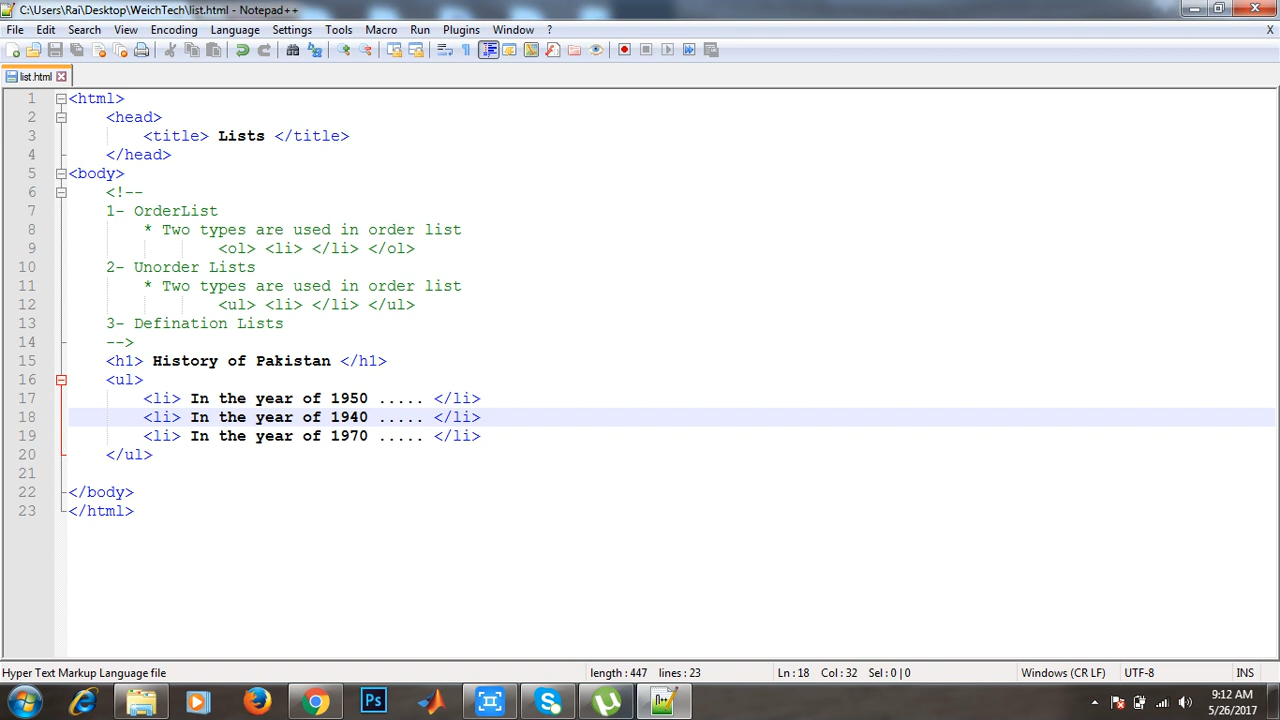 C:\Users\Rai\Desktop\WeichTech\list.html - Notepad++
File Edit Search View Encoding Language Settings Tools Macro Run Plugins Window ? X
list.html
1 <html>
2 <head>
3 <title> Lists </title>
4 </head>
5 <body>
6 <!--
7 1- OrderList
8 * Two types are used in order list
9 <ol> <li> </li> </ol>
10 2- Unorder Lists
11 * Two types are used in order list
12 <ul> <li> </li> </ul>
13 3- Defination Lists
14 -->
15 <h1> History of Pakistan </h1>
16 <ul>
17 <li> In the year of 1950 ..... </li>
18 <li> In the year of 1940 ..... </li>
19 <li> In the year of 1970 ..... </li>
20 </ul>
21
22 </body>
23 </html>
Hyper Text Markup Language file length : 447 lines : 23 Ln : 18 Col : 32 Sel : 0 | 0 Windows (CR LF) UTF-8 INS
Ps
9:12 AM
5/26/2017